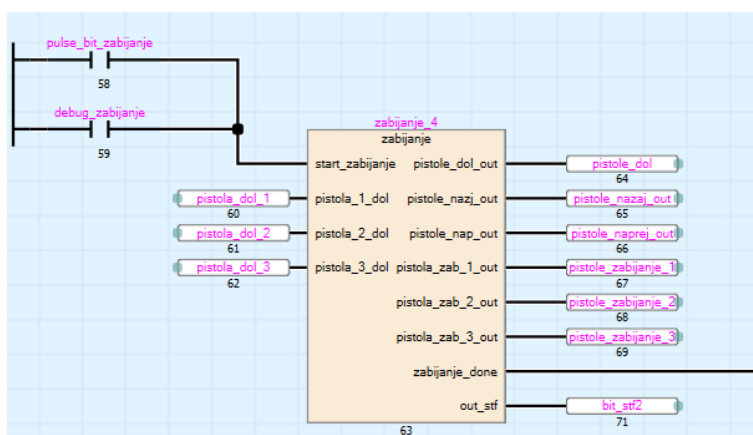 pulse_bit_zabijanje
58
debug_zabijanje
59
zabijanje_4
zabijanje
start_zabijanje pistole_dol_out pistole_dol
64
pistola_dol_1 pistola_1_dol pistole_nazj_out pistole_nazaj_out
60 65
pistola_dol_2 pistola_2_dol pistole_nap_out pistole_naprej_out
61 66
pistola_dol_3 pistola_3_dol pistola_zab_1_out pistole_zabijanje_1
62 67
pistola_zab_2_out pistole_zabijanje_2
68
pistola_zab_3_out pistole_zabijanje_3
69
zabijanje_done
out_stf bit_stf2
63 71